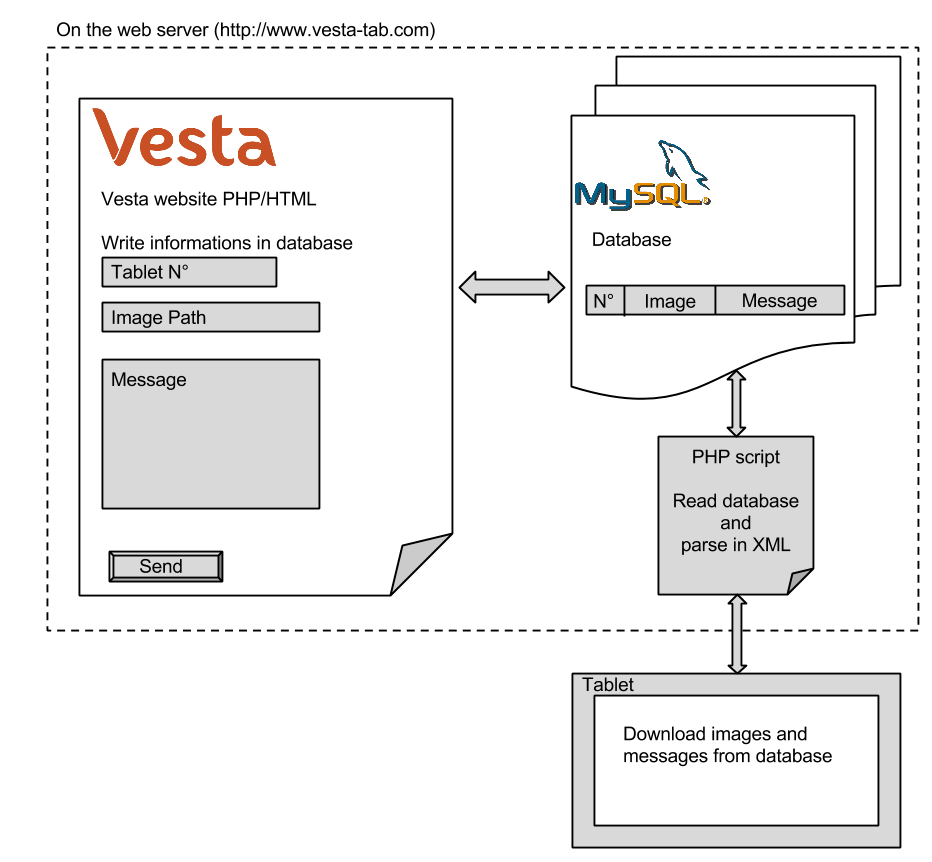 On the web server (http://www.vesta-tab.com)
Vesta
Vesta website PHP/HTML
Write informations in database
Tablet N°
Image Path
Message
Send
MySQL.
Database
N° Image Message
PHP script
Read database
and
parse in XML
Tablet
Download images and
messages from database